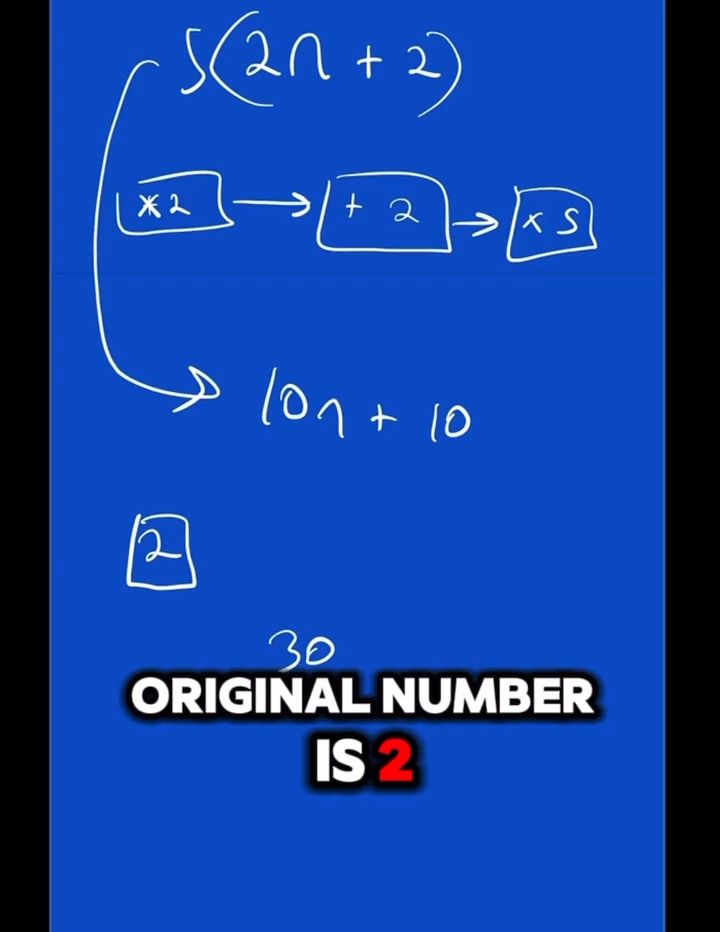 5(2n + 2)
×2 → + 2 → × 5
10n + 10
2
30
ORIGINAL NUMBER
IS 2